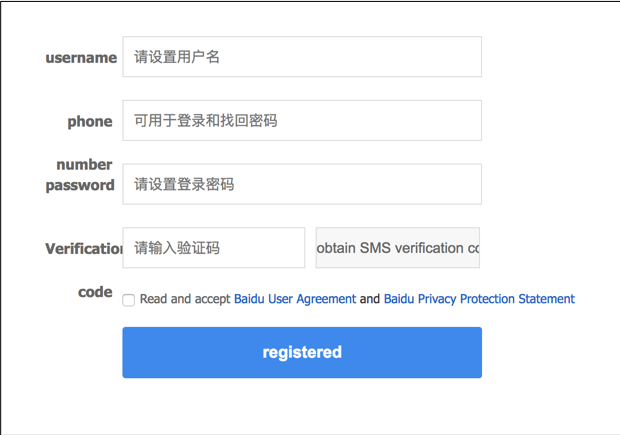 username 请设置用户名
phone 可用于登录和找回密码
number
password 请设置登录密码
Verification 请输入验证码 obtain SMS verification co
code
Read and accept Baidu User Agreement and Baidu Privacy Protection Statement
registered